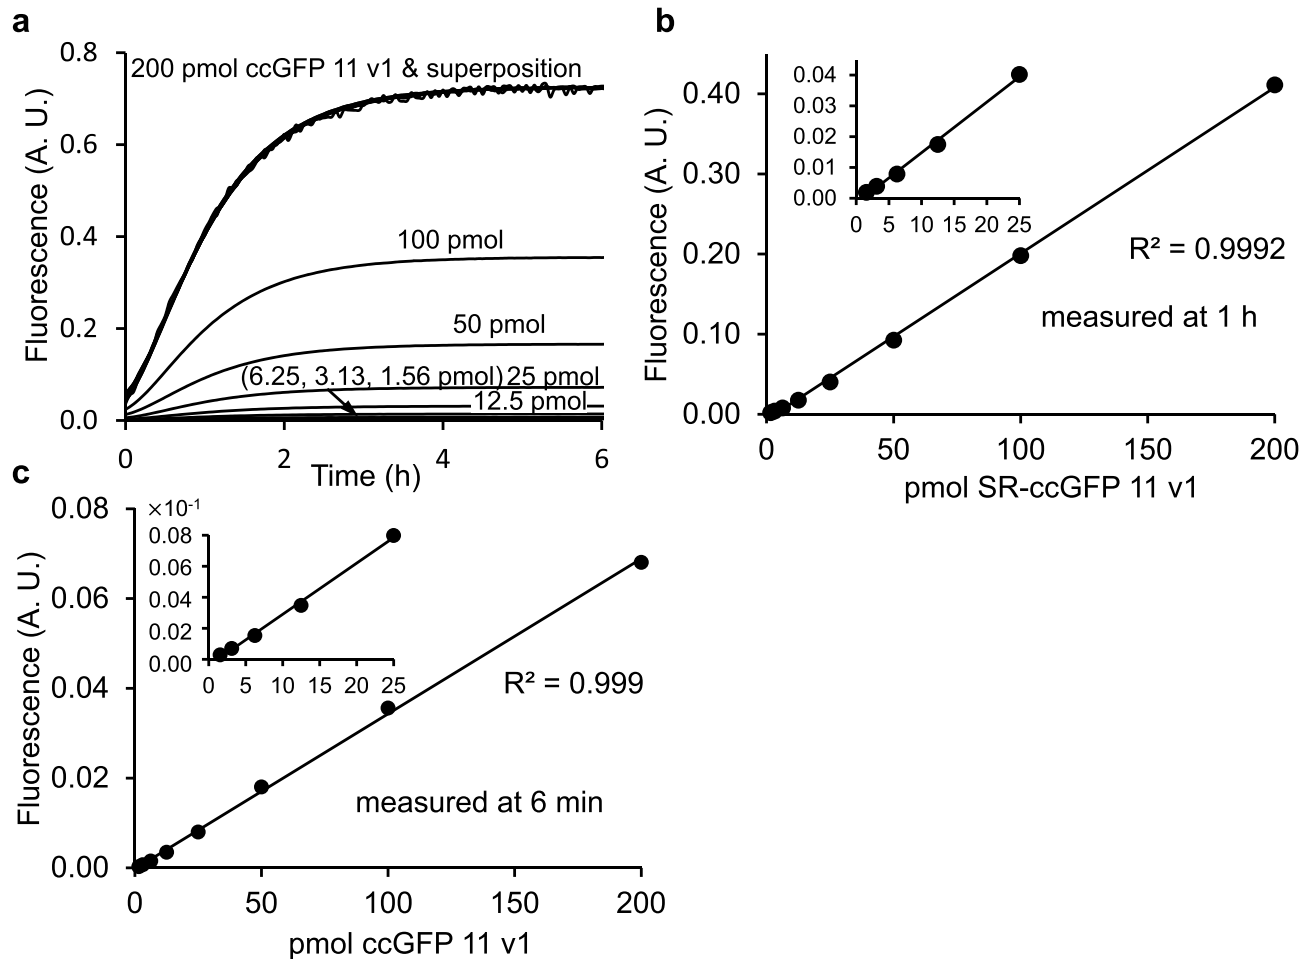 a
0.8
0.6
0.4
0.2
0.0
Fluorescence (A. U.)
200 pmol ccGFP 11 v1 & superposition
100 pmol
50 pmol
(6.25, 3.13, 1.56 pmol) 25 pmol
12.5 pmol
0 2 4 6
Time (h)
b
0.40
0.30
0.20
0.10
0.00
Fluorescence (A. U.)
0.04
0.03
0.02
0.01
0.00
0 5 10 15 20 25
R² = 0.9992
measured at 1 h
0 50 100 150 200
pmol SR-ccGFP 11 v1
c
0.08
0.06
0.04
0.02
0.00
Fluorescence (A. U.)
×10⁻¹
0.08
0.06
0.04
0.02
0.00
0 5 10 15 20 25
R² = 0.999
measured at 6 min
0 50 100 150 200
pmol ccGFP 11 v1